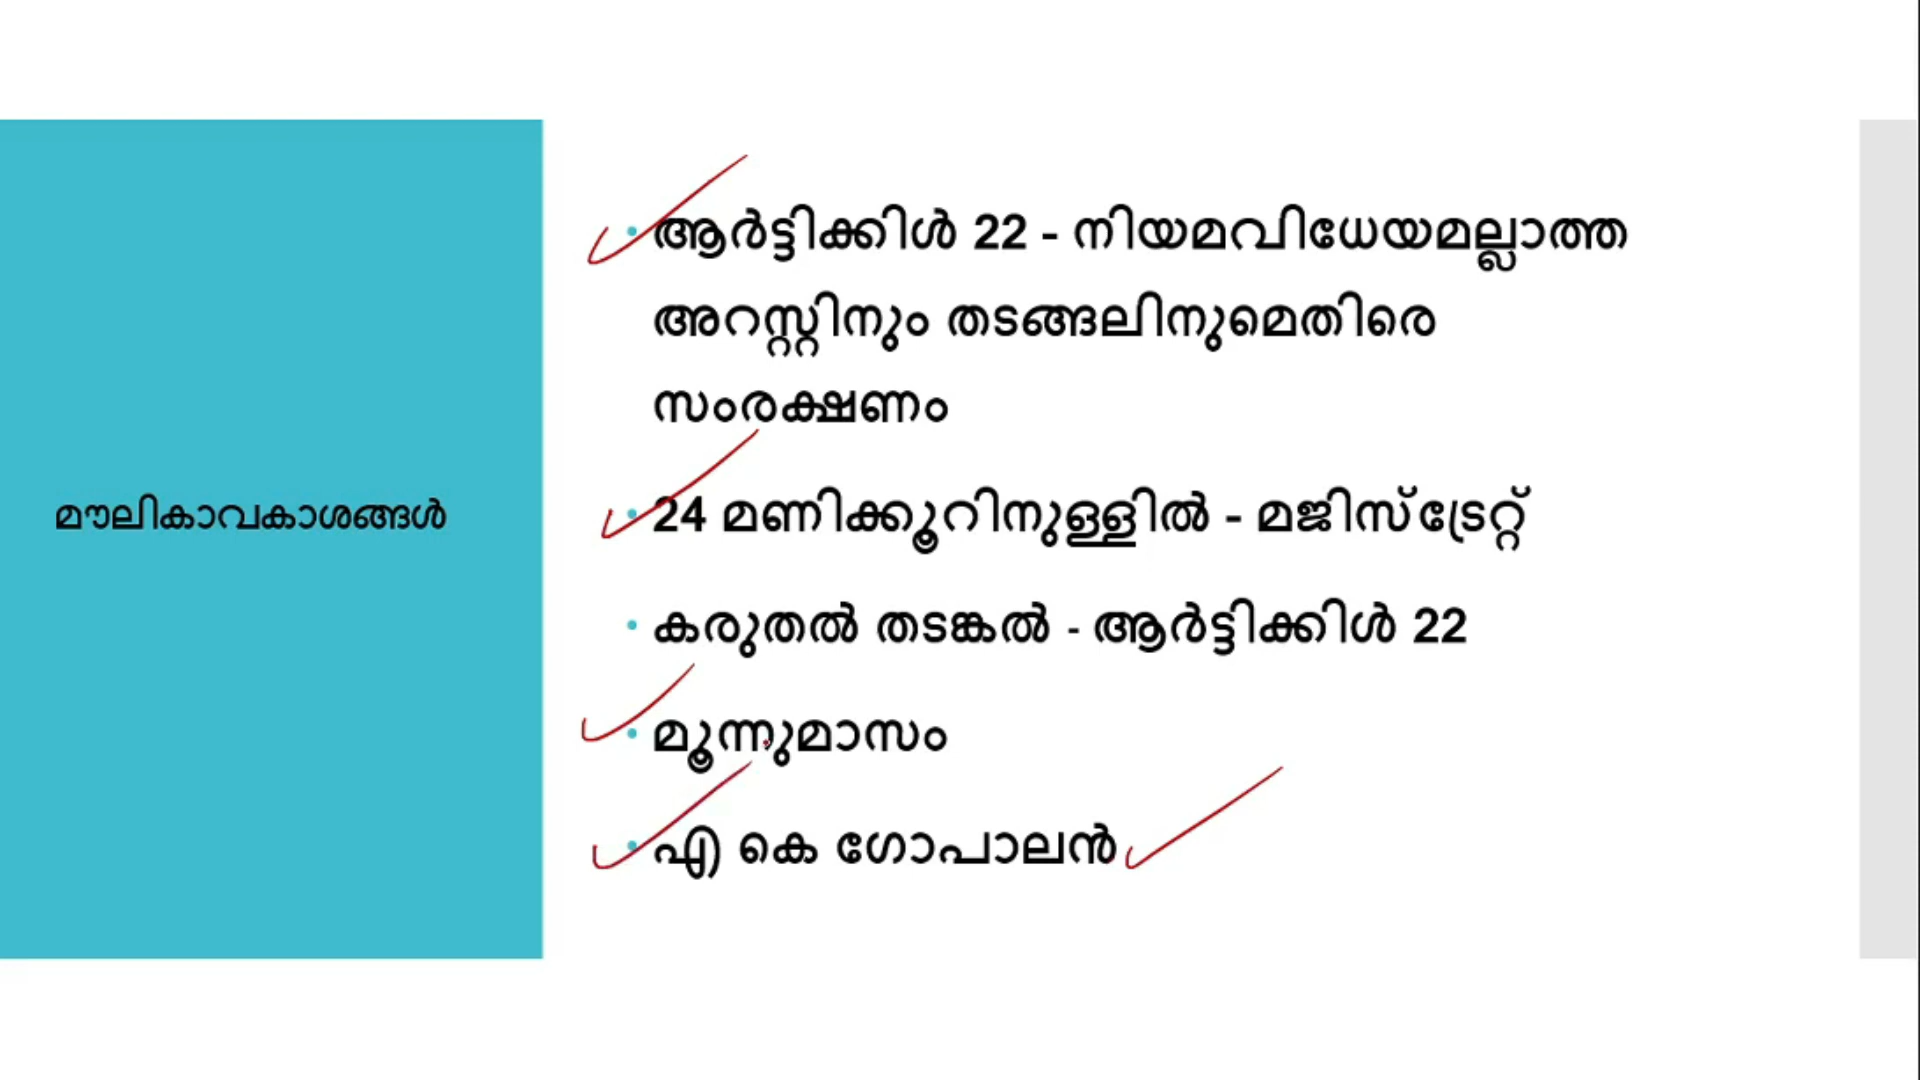 മൗലികാവകാശങ്ങൾ
• ആർട്ടിക്കിൾ 22 - നിയമവിധേയമല്ലാത്ത
അറസ്റ്റിനും തടങ്ങലിനുമെതിരെ
സംരക്ഷണം
• 24 മണിക്കൂറിനുള്ളിൽ - മജിസ്ട്രേറ്റ്
• കരുതൽ തടങ്കൽ - ആർട്ടിക്കിൾ 22
• മൂന്നുമാസം
• എ കെ ഗോപാലൻ